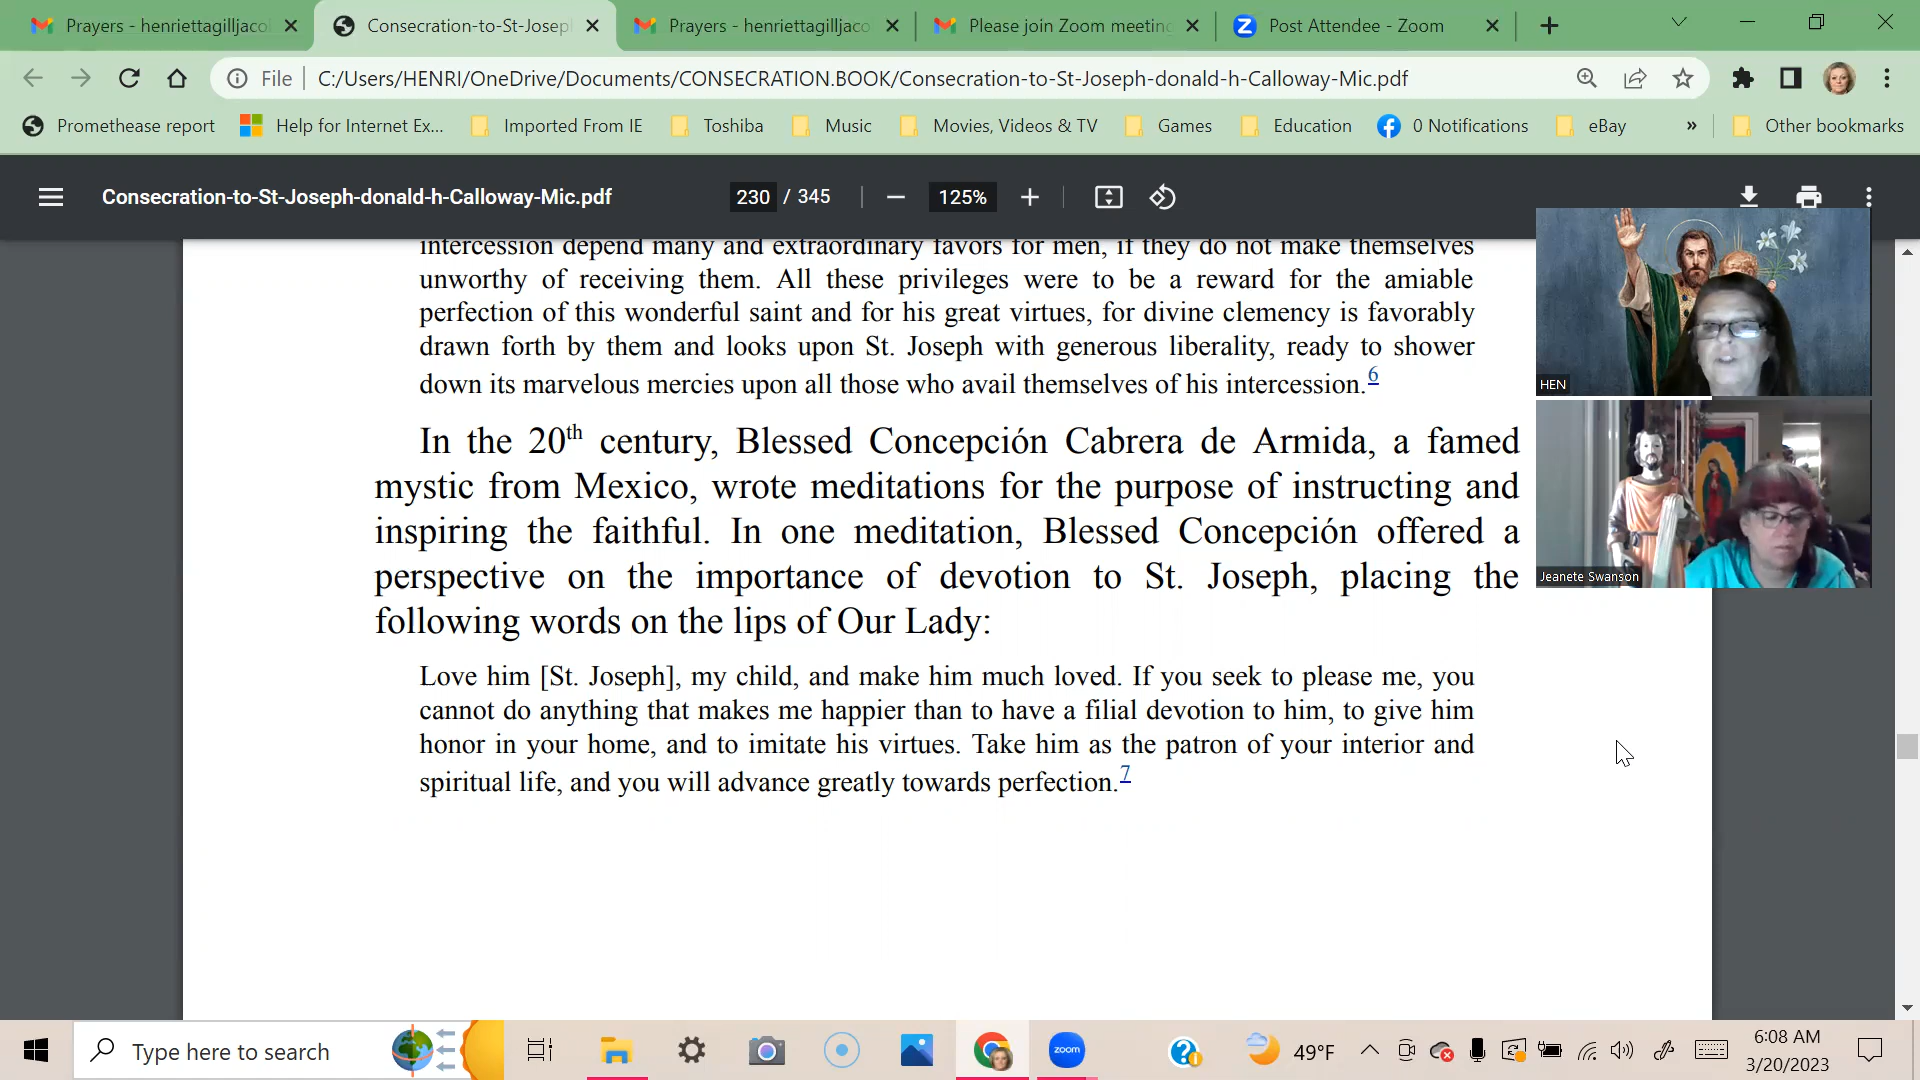 Prayers - henriettagilljaco
Consecration-to-St-Joseph
Prayers - henriettagilljaco
Please join Zoom meeting
Post Attendee - Zoom
File
C:/Users/HENRI/OneDrive/Documents/CONSECRATION.BOOK/Consecration-to-St-Joseph-donald-h-Calloway-Mic.pdf
Promethease report
Help for Internet Ex...
Imported From IE
Toshiba
Music
Movies, Videos & TV
Games
Education
0 Notifications
eBay
»
Other bookmarks
Consecration-to-St-Joseph-donald-h-Calloway-Mic.pdf
230 / 345
125%
intercession depend many and extraordinary favors for men, if they do not make themselves
unworthy of receiving them. All these privileges were to be a reward for the amiable
perfection of this wonderful saint and for his great virtues, for divine clemency is favorably
drawn forth by them and looks upon St. Joseph with generous liberality, ready to shower
down its marvelous mercies upon all those who avail themselves of his intercession.6
In the 20th century, Blessed Concepción Cabrera de Armida, a famed
mystic from Mexico, wrote meditations for the purpose of instructing and
inspiring the faithful. In one meditation, Blessed Concepción offered a
perspective on the importance of devotion to St. Joseph, placing the
following words on the lips of Our Lady:
Love him [St. Joseph], my child, and make him much loved. If you seek to please me, you
cannot do anything that makes me happier than to have a filial devotion to him, to give him
honor in your home, and to imitate his virtues. Take him as the patron of your interior and
spiritual life, and you will advance greatly towards perfection.7
HEN
Jeanete Swanson
Type here to search
zoom
49°F
6:08 AM
3/20/2023